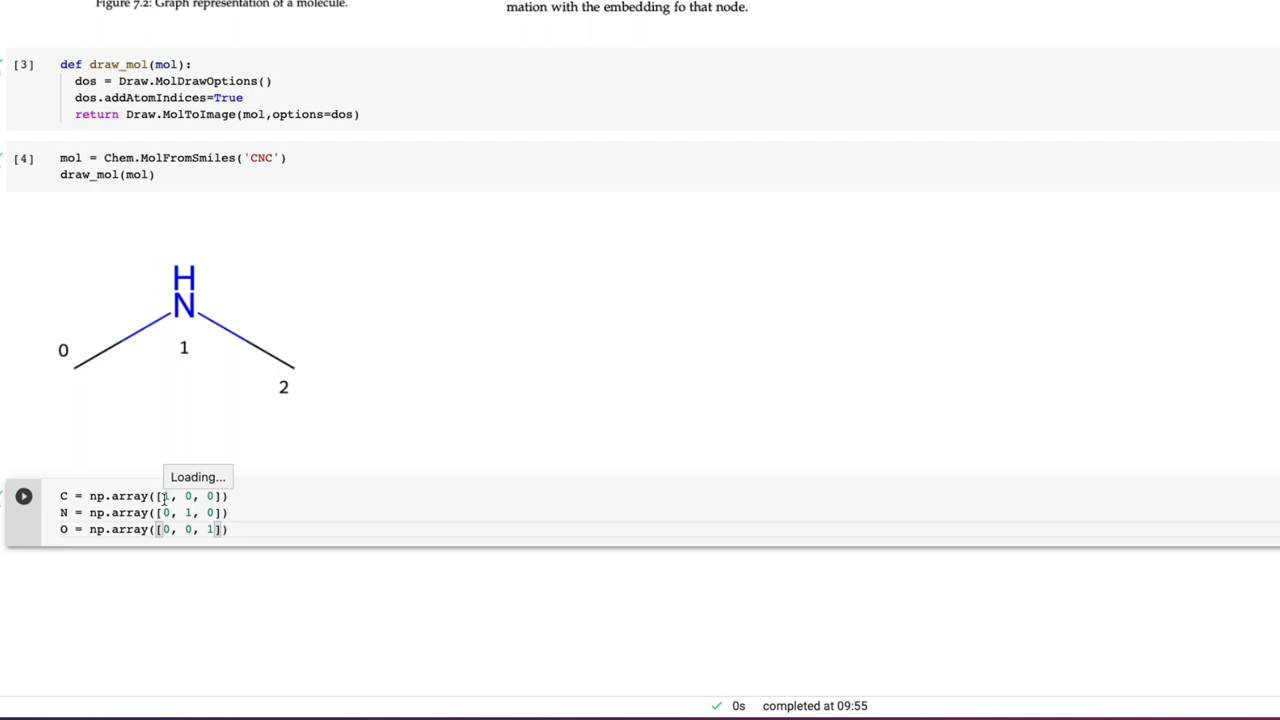 Figure 7.2: Graph representation of a molecule.
mation with the embedding fo that node.
[3] def draw_mol(mol):
dos = Draw.MolDrawOptions()
dos.addAtomIndices=True
return Draw.MolToImage(mol,options=dos)
[4] mol = Chem.MolFromSmiles('CNC')
draw_mol(mol)
H
N
0
1
2
Loading...
C = np.array([1, 0, 0])
N = np.array([0, 1, 0])
O = np.array([0, 0, 1])
0s completed at 09:55